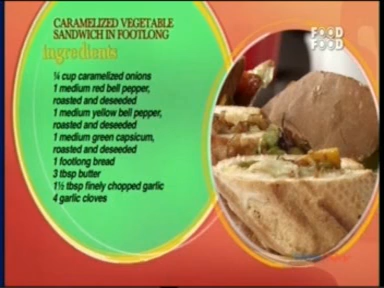 CARAMELIZED VEGETABLE
SANDWICH IN FOOTLONG
ingredients
¼ cup caramelized onions
1 medium red bell pepper,
roasted and deseeded
1 medium yellow bell pepper,
roasted and deseeded
1 medium green capsicum,
roasted and deseeded
1 footlong bread
3 tbsp butter
1½ tbsp finely chopped garlic
4 garlic cloves
FOOD
FOOD